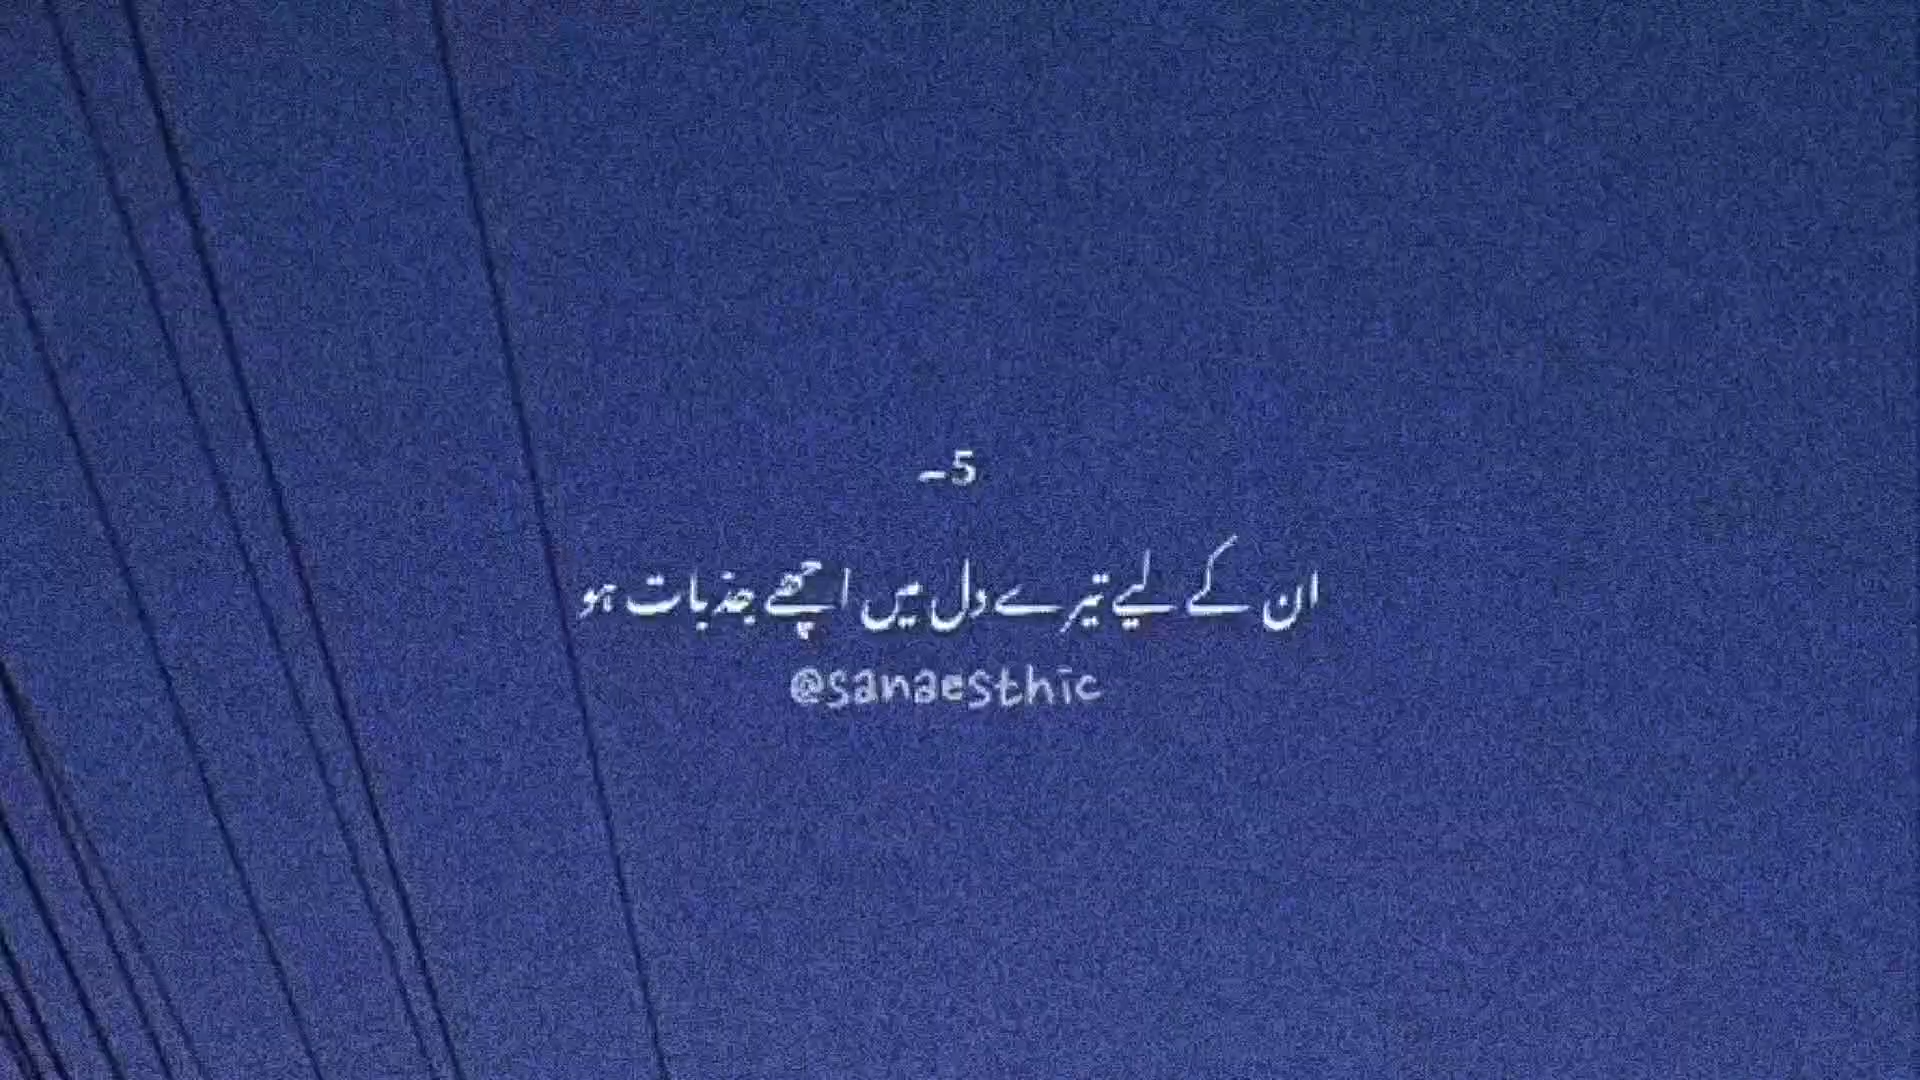 5-
ان کے لیے تیرے دل میں اچھے جذبات ہو
@sanaesthic